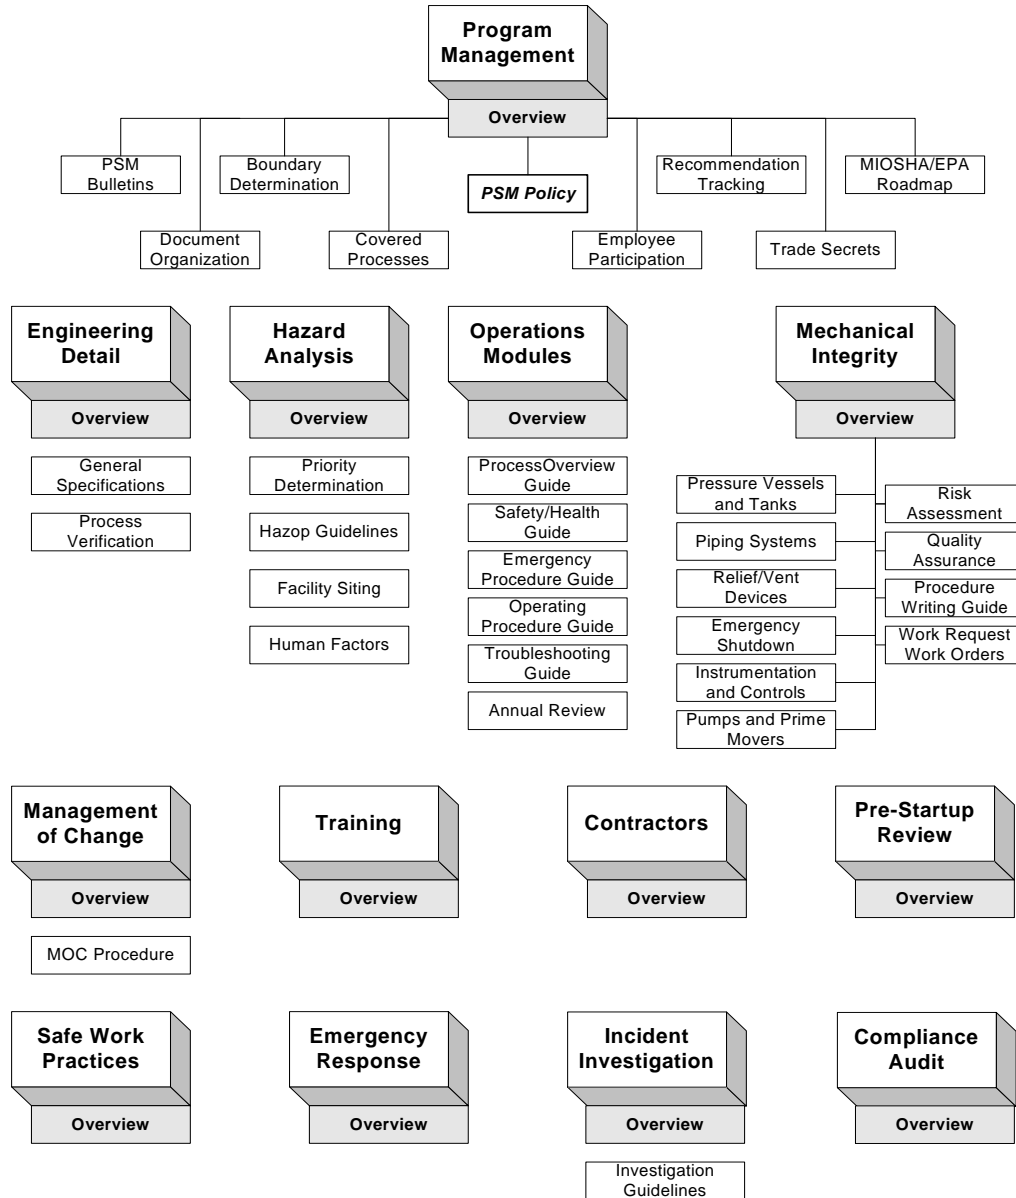 Program
Management
Overview
PSM
Bulletins
Boundary
Determination
PSM Policy
Recommendation
Tracking
MIOSHA/EPA
Roadmap
Document
Organization
Covered
Processes
Employee
Participation
Trade Secrets
Engineering
Detail
Overview
General
Specifications
Process
Verification
Hazard
Analysis
Overview
Priority
Determination
Hazop Guidelines
Facility Siting
Human Factors
Operations
Modules
Overview
ProcessOverview
Guide
Safety/Health
Guide
Emergency
Procedure Guide
Operating
Procedure Guide
Troubleshooting
Guide
Annual Review
Mechanical
Integrity
Overview
Pressure Vessels
and Tanks
Piping Systems
Relief/Vent
Devices
Emergency
Shutdown
Instrumentation
and Controls
Pumps and Prime
Movers
Risk
Assessment
Quality
Assurance
Procedure
Writing Guide
Work Request
Work Orders
Management
of Change
Overview
MOC Procedure
Training
Overview
Contractors
Overview
Pre-Startup
Review
Overview
Safe Work
Practices
Overview
Emergency
Response
Overview
Incident
Investigation
Overview
Investigation
Guidelines
Compliance
Audit
Overview